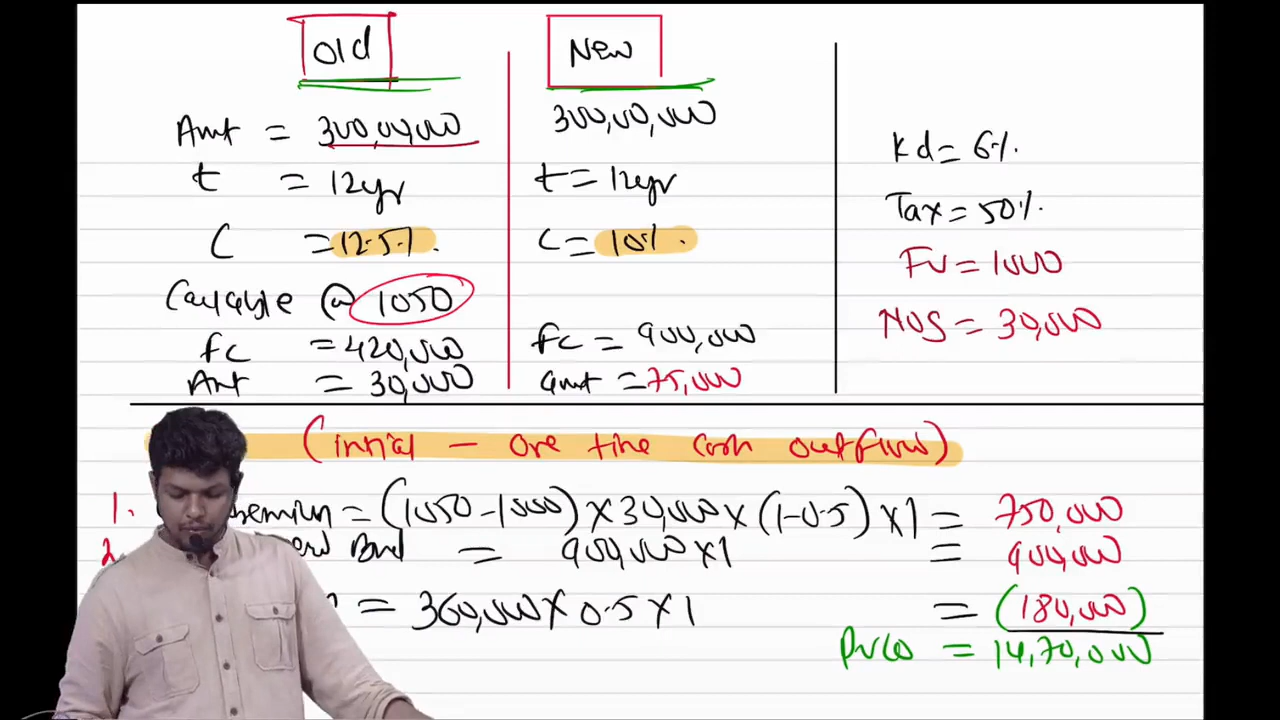 Old
New
Amt = 300,00,000
300,00,000
t = 12yr
t = 12yr
C = 12.5%.
C = 10%.
Callable @ 1050
fc = 420,000
fc = 900,000
Amt = 30,000
amt = 75,000
Kd = 6%.
Tax = 50%.
FV = 1000
NOS = 30,000
(initial - one time cash outflow)
1. Premium = (1050 - 1000) × 30,000 × (1-0.5) × 1 = 750,000
2. Bond = 900,000 × 1 = 900,000
= 360,000 × 0.5 × 1 = (180,000)
PVCO = 14,70,000